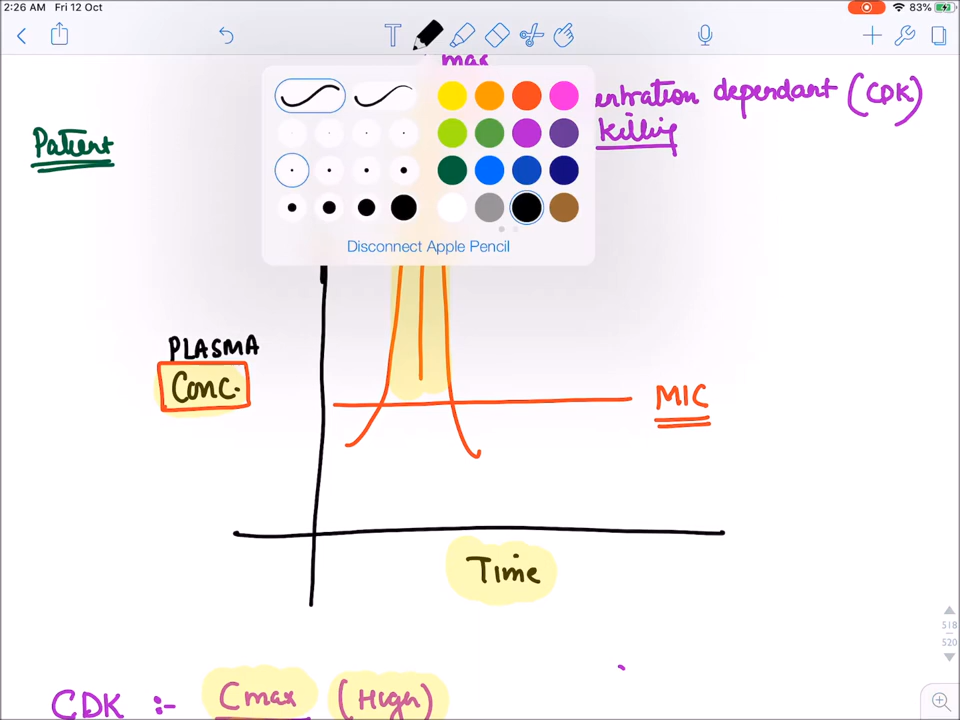 2:26 AM Fri 12 Oct 83%
T
max
entration dependant (CDK)
killing
Patient
Disconnect Apple Pencil
PLASMA
Conc.
MIC
Time
518
520
CDK :- Cmax (High)